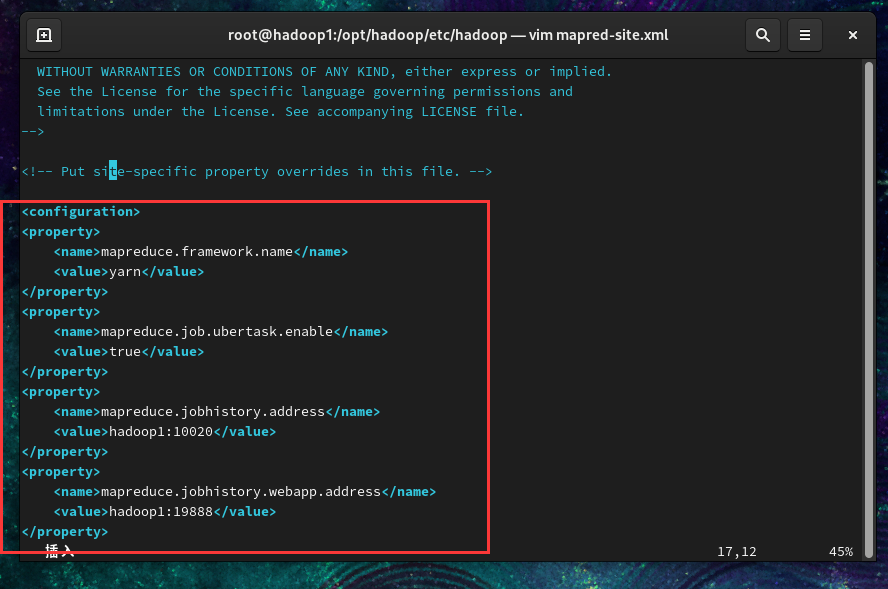 root@hadoop1:/opt/hadoop/etc/hadoop — vim mapred-site.xml
WITHOUT WARRANTIES OR CONDITIONS OF ANY KIND, either express or implied.
See the License for the specific language governing permissions and
limitations under the License. See accompanying LICENSE file.
-->
<!-- Put site-specific property overrides in this file. -->
<configuration>
<property>
<name>mapreduce.framework.name</name>
<value>yarn</value>
</property>
<property>
<name>mapreduce.job.ubertask.enable</name>
<value>true</value>
</property>
<property>
<name>mapreduce.jobhistory.address</name>
<value>hadoop1:10020</value>
</property>
<property>
<name>mapreduce.jobhistory.webapp.address</name>
<value>hadoop1:19888</value>
</property>
插入 17,12 45%